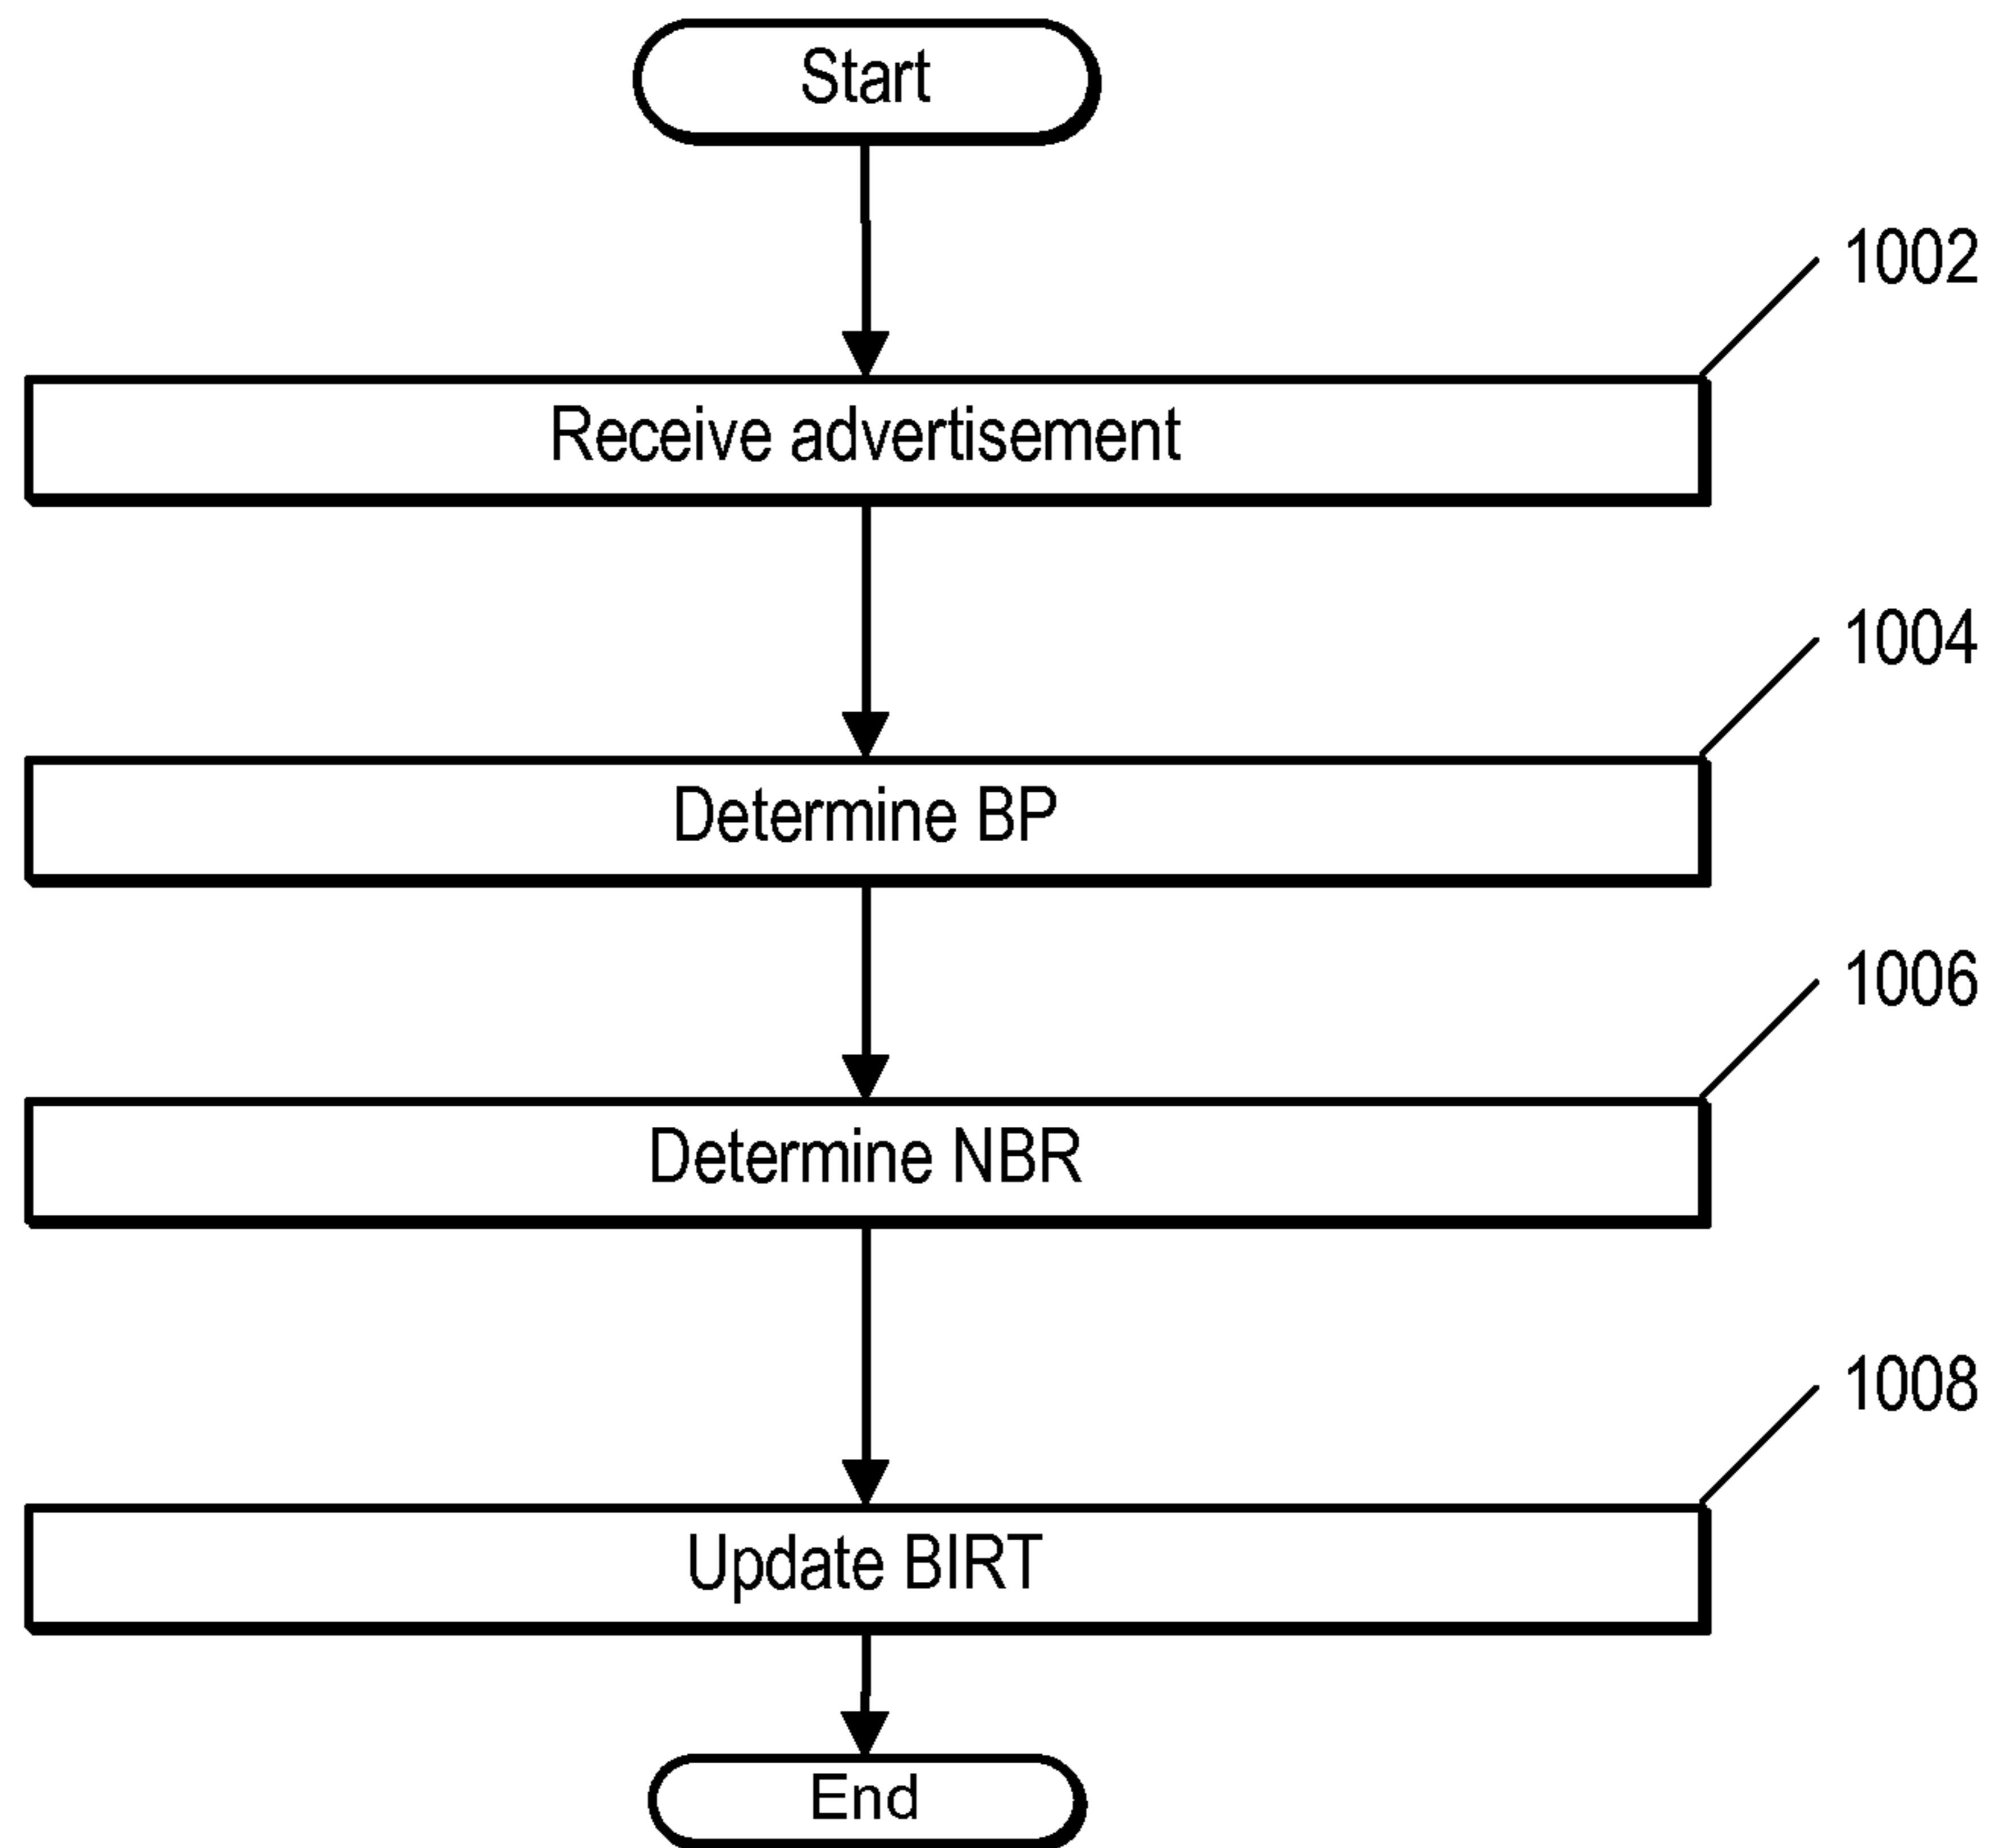 Start
1002
Receive advertisement
1004
Determine BP
1006
Determine NBR
1008
Update BIRT
End